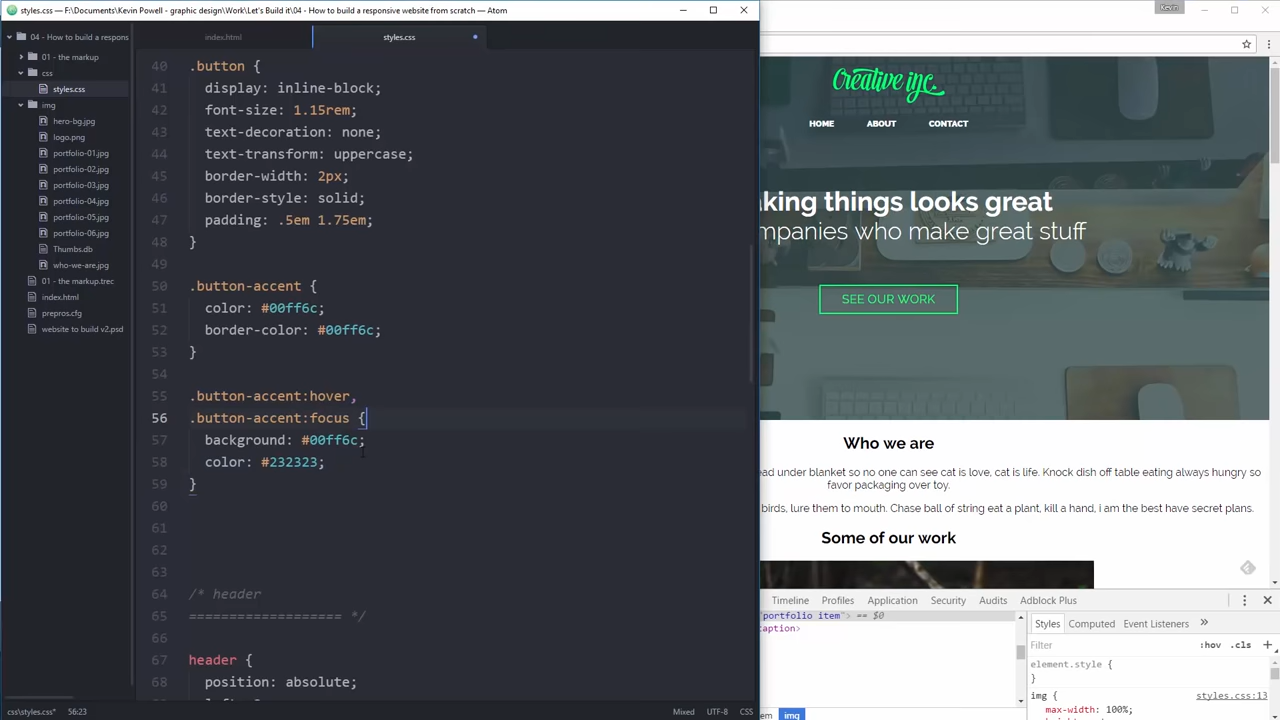 styles.css — F:\Documents\Kevin Powell - graphic design\Work\Let's Build it\04 - How to build a responsive website from scratch — Atom
Kevin
04 - How to build a respons
01 - the markup
css
styles.css
img
hero-bg.jpg
logo.png
portfolio-01.jpg
portfolio-02.jpg
portfolio-03.jpg
portfolio-04.jpg
portfolio-05.jpg
portfolio-06.jpg
Thumbs.db
who-we-are.jpg
01 - the markup.trec
index.html
prepros.cfg
website to build v2.psd
index.html
styles.css
40 .button {
41 display: inline-block;
42 font-size: 1.15rem;
43 text-decoration: none;
44 text-transform: uppercase;
45 border-width: 2px;
46 border-style: solid;
47 padding: .5em 1.75em;
48 }
49
50 .button-accent {
51 color: #00ff6c;
52 border-color: #00ff6c;
53 }
54
55 .button-accent:hover,
56 .button-accent:focus {
57 background: #00ff6c;
58 color: #232323;
59 }
60
61
62
63
64 /* header
65 =================== */
66
67 header {
68 position: absolute;
css\styles.css* 56:23
Mixed UTF-8 CSS
Creative inc.
HOME ABOUT CONTACT
aking things looks great
mpanies who make great stuff
SEE OUR WORK
Who we are
ead under blanket so no one can see cat is love, cat is life. Knock dish off table eating always hungry so
favor packaging over toy.
birds, lure them to mouth. Chase ball of string eat a plant, kill a hand, i am the best have secret plans.
Some of our work
Timeline Profiles Application Security Audits Adblock Plus
"portfolio item"> == $0
caption>
em img
Styles Computed Event Listeners »
Filter :hov .cls +
element.style {
}
img { styles.css:13
max-width: 100%;